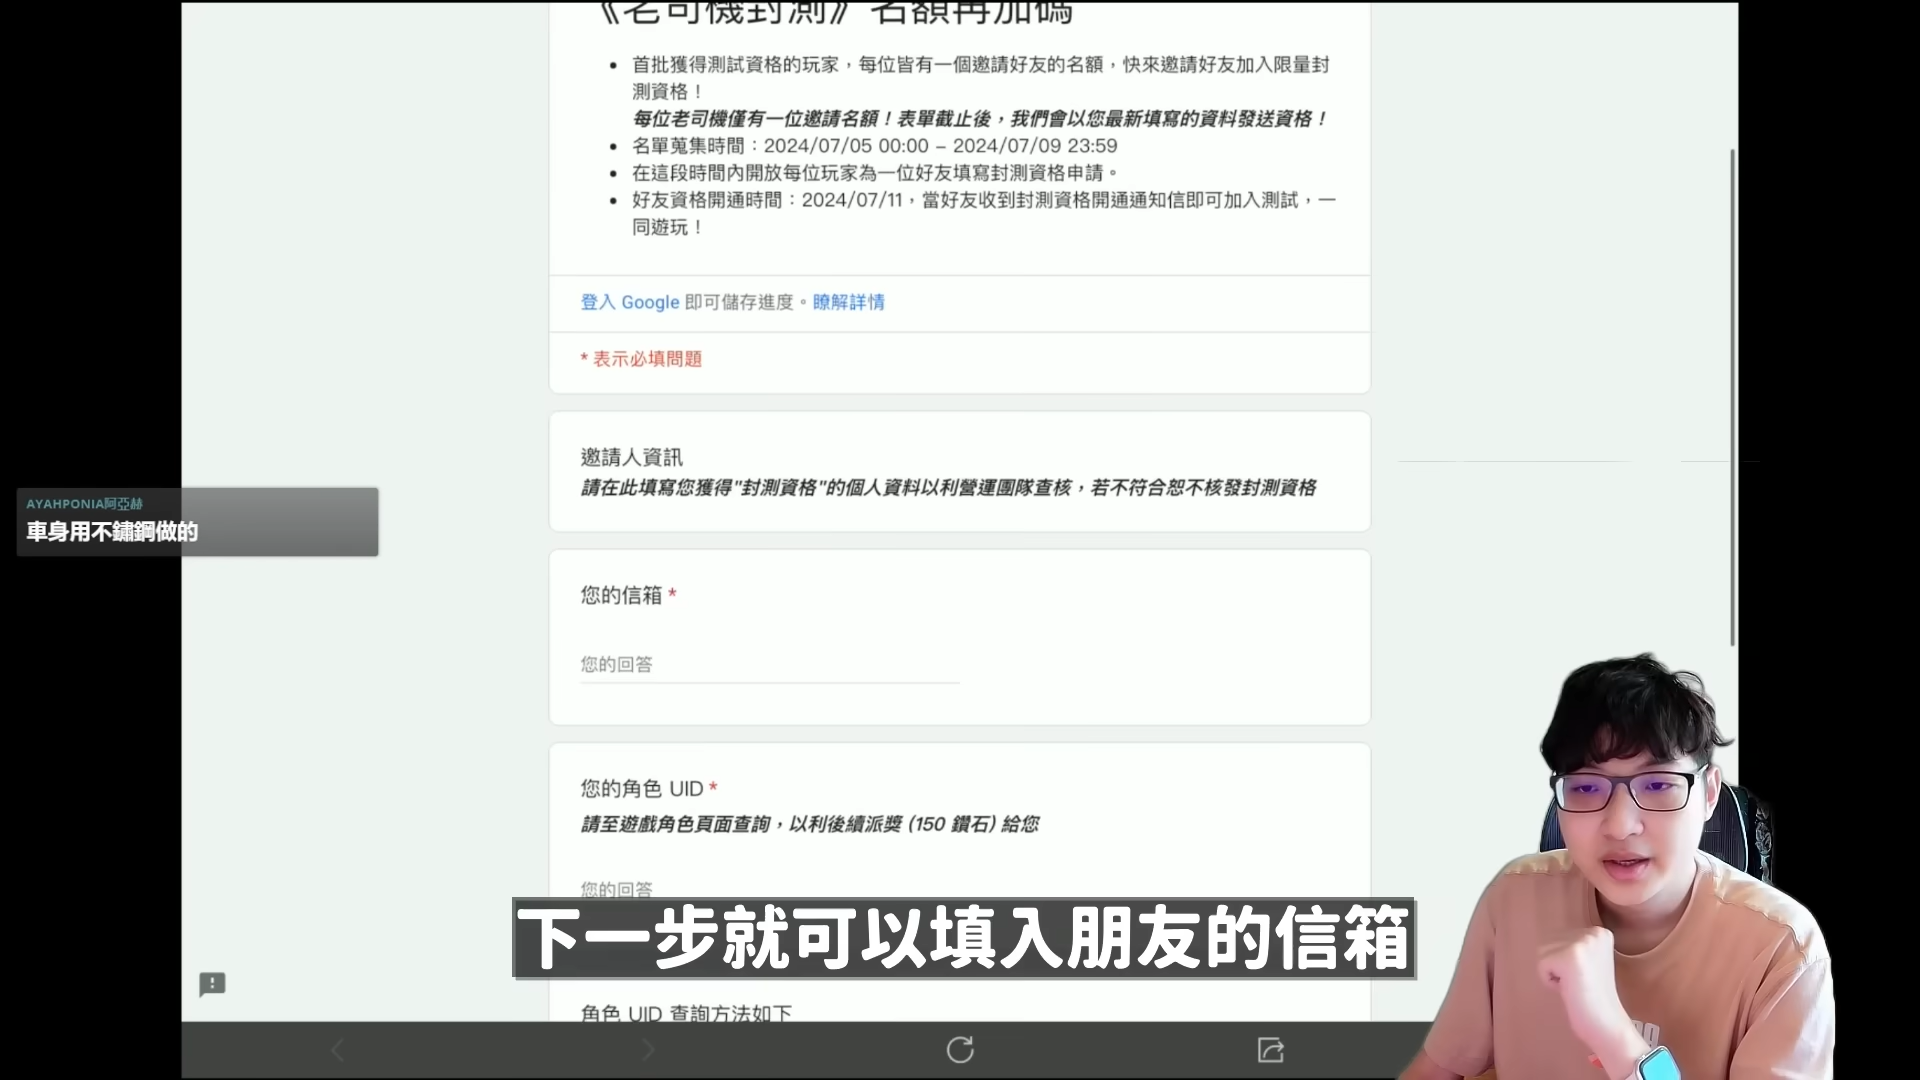 《老司機封測》名額再加碼
首批獲得測試資格的玩家，每位皆有一個邀請好友的名額，快來邀請好友加入限量封
測資格！
每位老司機僅有一位邀請名額！表單截止後，我們會以您最新填寫的資料發送資格！
名單蒐集時間：2024/07/05 00:00 – 2024/07/09 23:59
在這段時間內開放每位玩家為一位好友填寫封測資格申請。
好友資格開通時間：2024/07/11，當好友收到封測資格開通通知信即可加入測試，一
同遊玩！
登入 Google 即可儲存進度。瞭解詳情
* 表示必填問題
邀請人資訊
請在此填寫您獲得"封測資格"的個人資料以利營運團隊查核，若不符合恕不核發封測資格
AYAHPONIA阿亞赫
車身用不鏽鋼做的
您的信箱 *
您的回答
您的角色 UID *
請至遊戲角色頁面查詢，以利後續派獎 (150 鑽石) 給您
您的回答
下一步就可以填入朋友的信箱
角色 UID 查詢方法如下